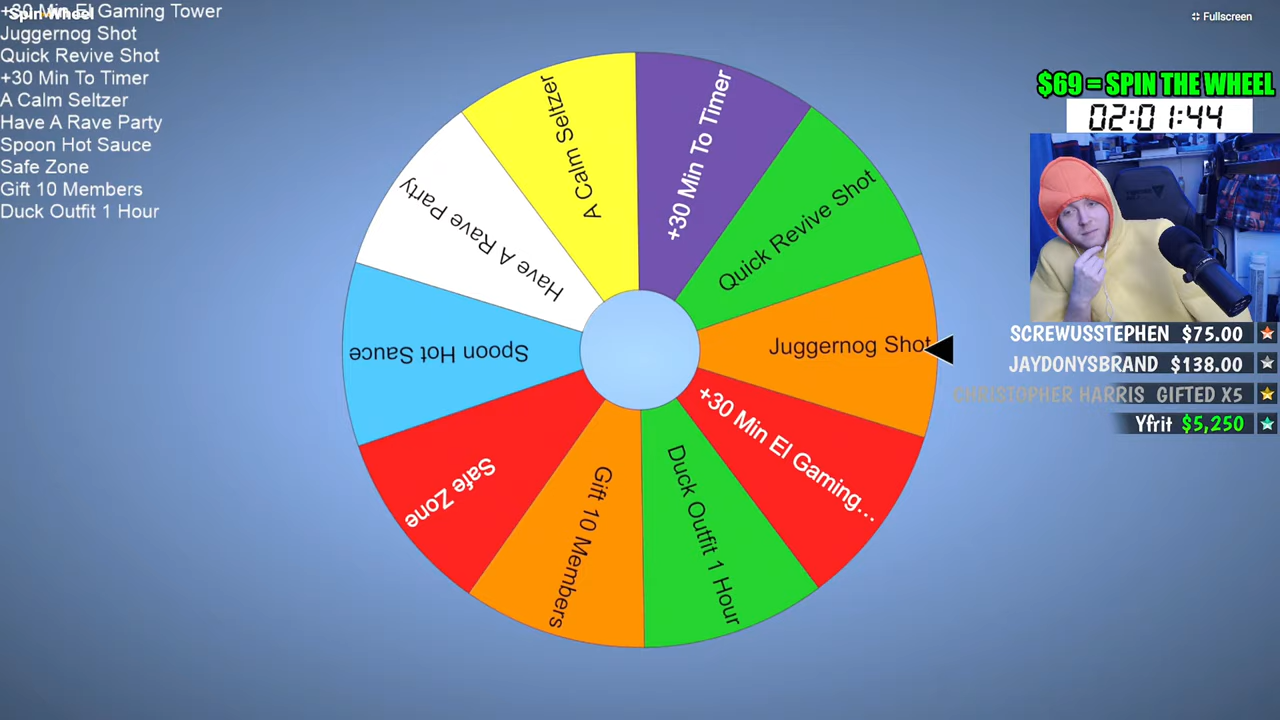 +30 Min El Gaming Tower
Spin Wheel
Juggernog Shot
Quick Revive Shot
+30 Min To Timer
A Calm Seltzer
Have A Rave Party
Spoon Hot Sauce
Safe Zone
Gift 10 Members
Duck Outfit 1 Hour
Fullscreen
A Calm Seltzer
+30 Min To Timer
Quick Revive Shot
Juggernog Shot
+30 Min El Gaming...
Duck Outfit 1 Hour
Gift 10 Members
Safe Zone
Spoon Hot Sauce
Have A Rave Party
$69 = SPIN THE WHEEL
02:01:44
SCREWUSSTEPHEN $75.00
JAYDONYSBRAND $138.00
CHRISTOPHER HARRIS GIFTED X5
Yfrit $5,250